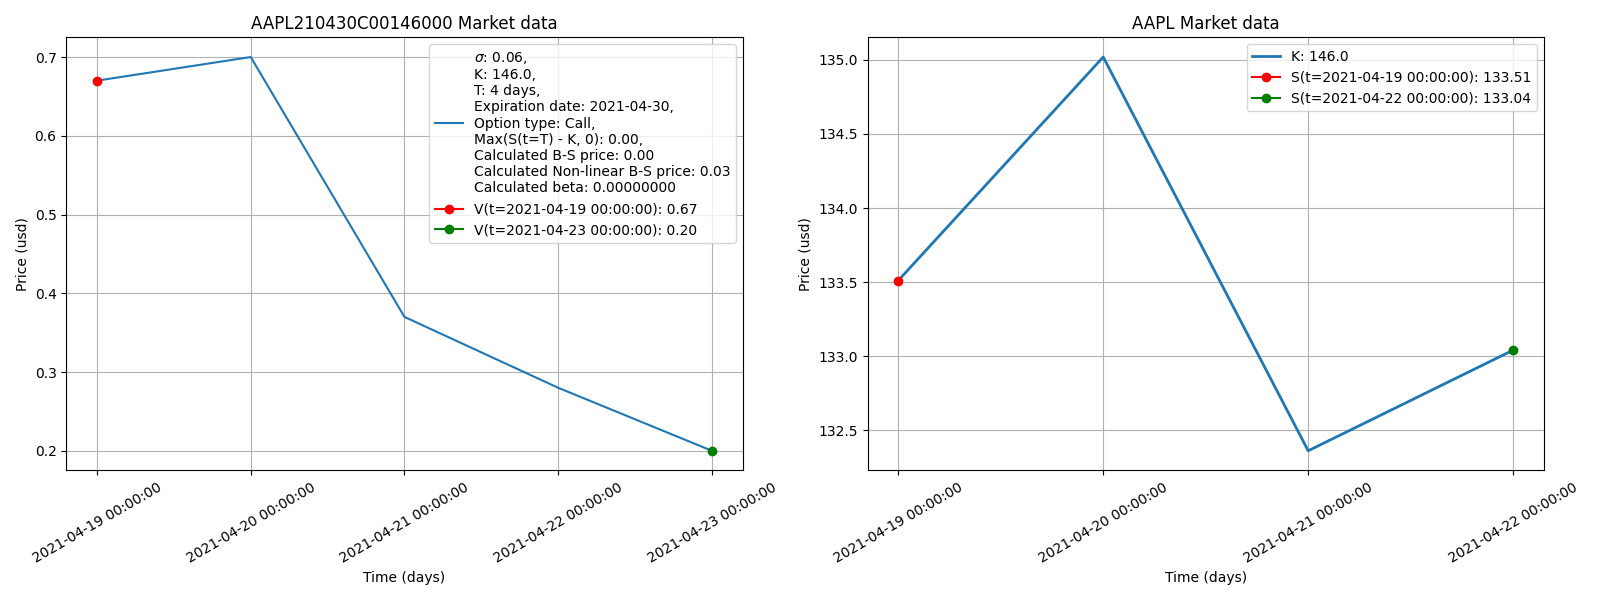 AAPL210430C00146000 Market data
Price (usd)
0.7
0.6
0.5
0.4
0.3
0.2
σ: 0.06,
K: 146.0,
T: 4 days,
Expiration date: 2021-04-30,
Option type: Call,
Max(S(t=T) - K, 0): 0.00,
Calculated B-S price: 0.00
Calculated Non-linear B-S price: 0.03
Calculated beta: 0.00000000
V(t=2021-04-19 00:00:00): 0.67
V(t=2021-04-23 00:00:00): 0.20
2021-04-19 00:00:00
2021-04-20 00:00:00
2021-04-21 00:00:00
2021-04-22 00:00:00
2021-04-23 00:00:00
Time (days)
AAPL Market data
Price (usd)
135.0
134.5
134.0
133.5
133.0
132.5
K: 146.0
S(t=2021-04-19 00:00:00): 133.51
S(t=2021-04-22 00:00:00): 133.04
2021-04-19 00:00:00
2021-04-20 00:00:00
2021-04-21 00:00:00
2021-04-22 00:00:00
Time (days)